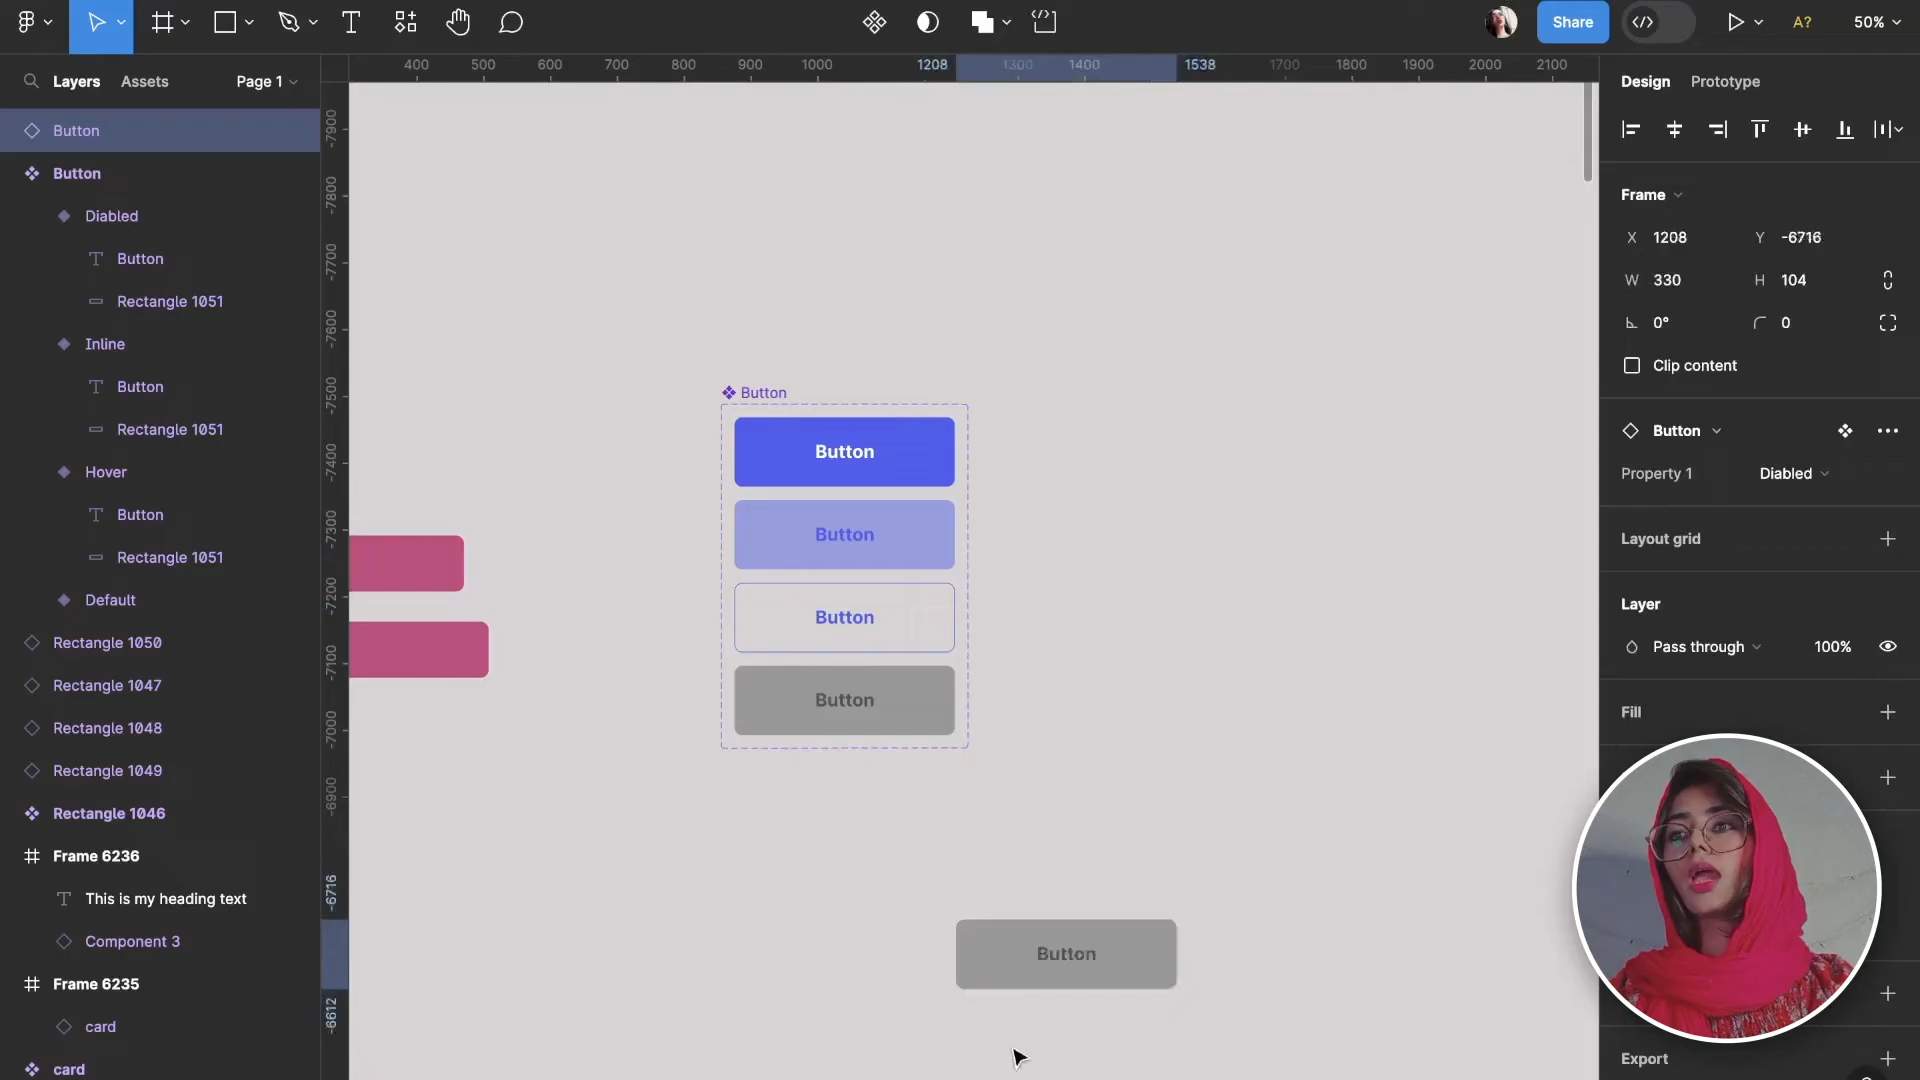 Share
A?
50%
Layers
Assets
Page 1
400
500
600
700
800
900
1000
1208
1300
1400
1538
1700
1800
1900
2000
2100
Design
Prototype
Button
Button
Diabled
Button
Rectangle 1051
Inline
Button
Rectangle 1051
Hover
Button
Rectangle 1051
Default
Rectangle 1050
Rectangle 1047
Rectangle 1048
Rectangle 1049
Rectangle 1046
Frame 6236
This is my heading text
Component 3
Frame 6235
card
card
-7900
-7800
-7700
-7600
-7500
-7400
-7300
-7200
-7100
-7000
-6900
-6716
-6612
Button
Button
Button
Button
Button
Button
Frame
X 1208
Y -6716
W 330
H 104
0°
0
Clip content
Button
Property 1
Diabled
Layout grid
Layer
Pass through
100%
Fill
Export